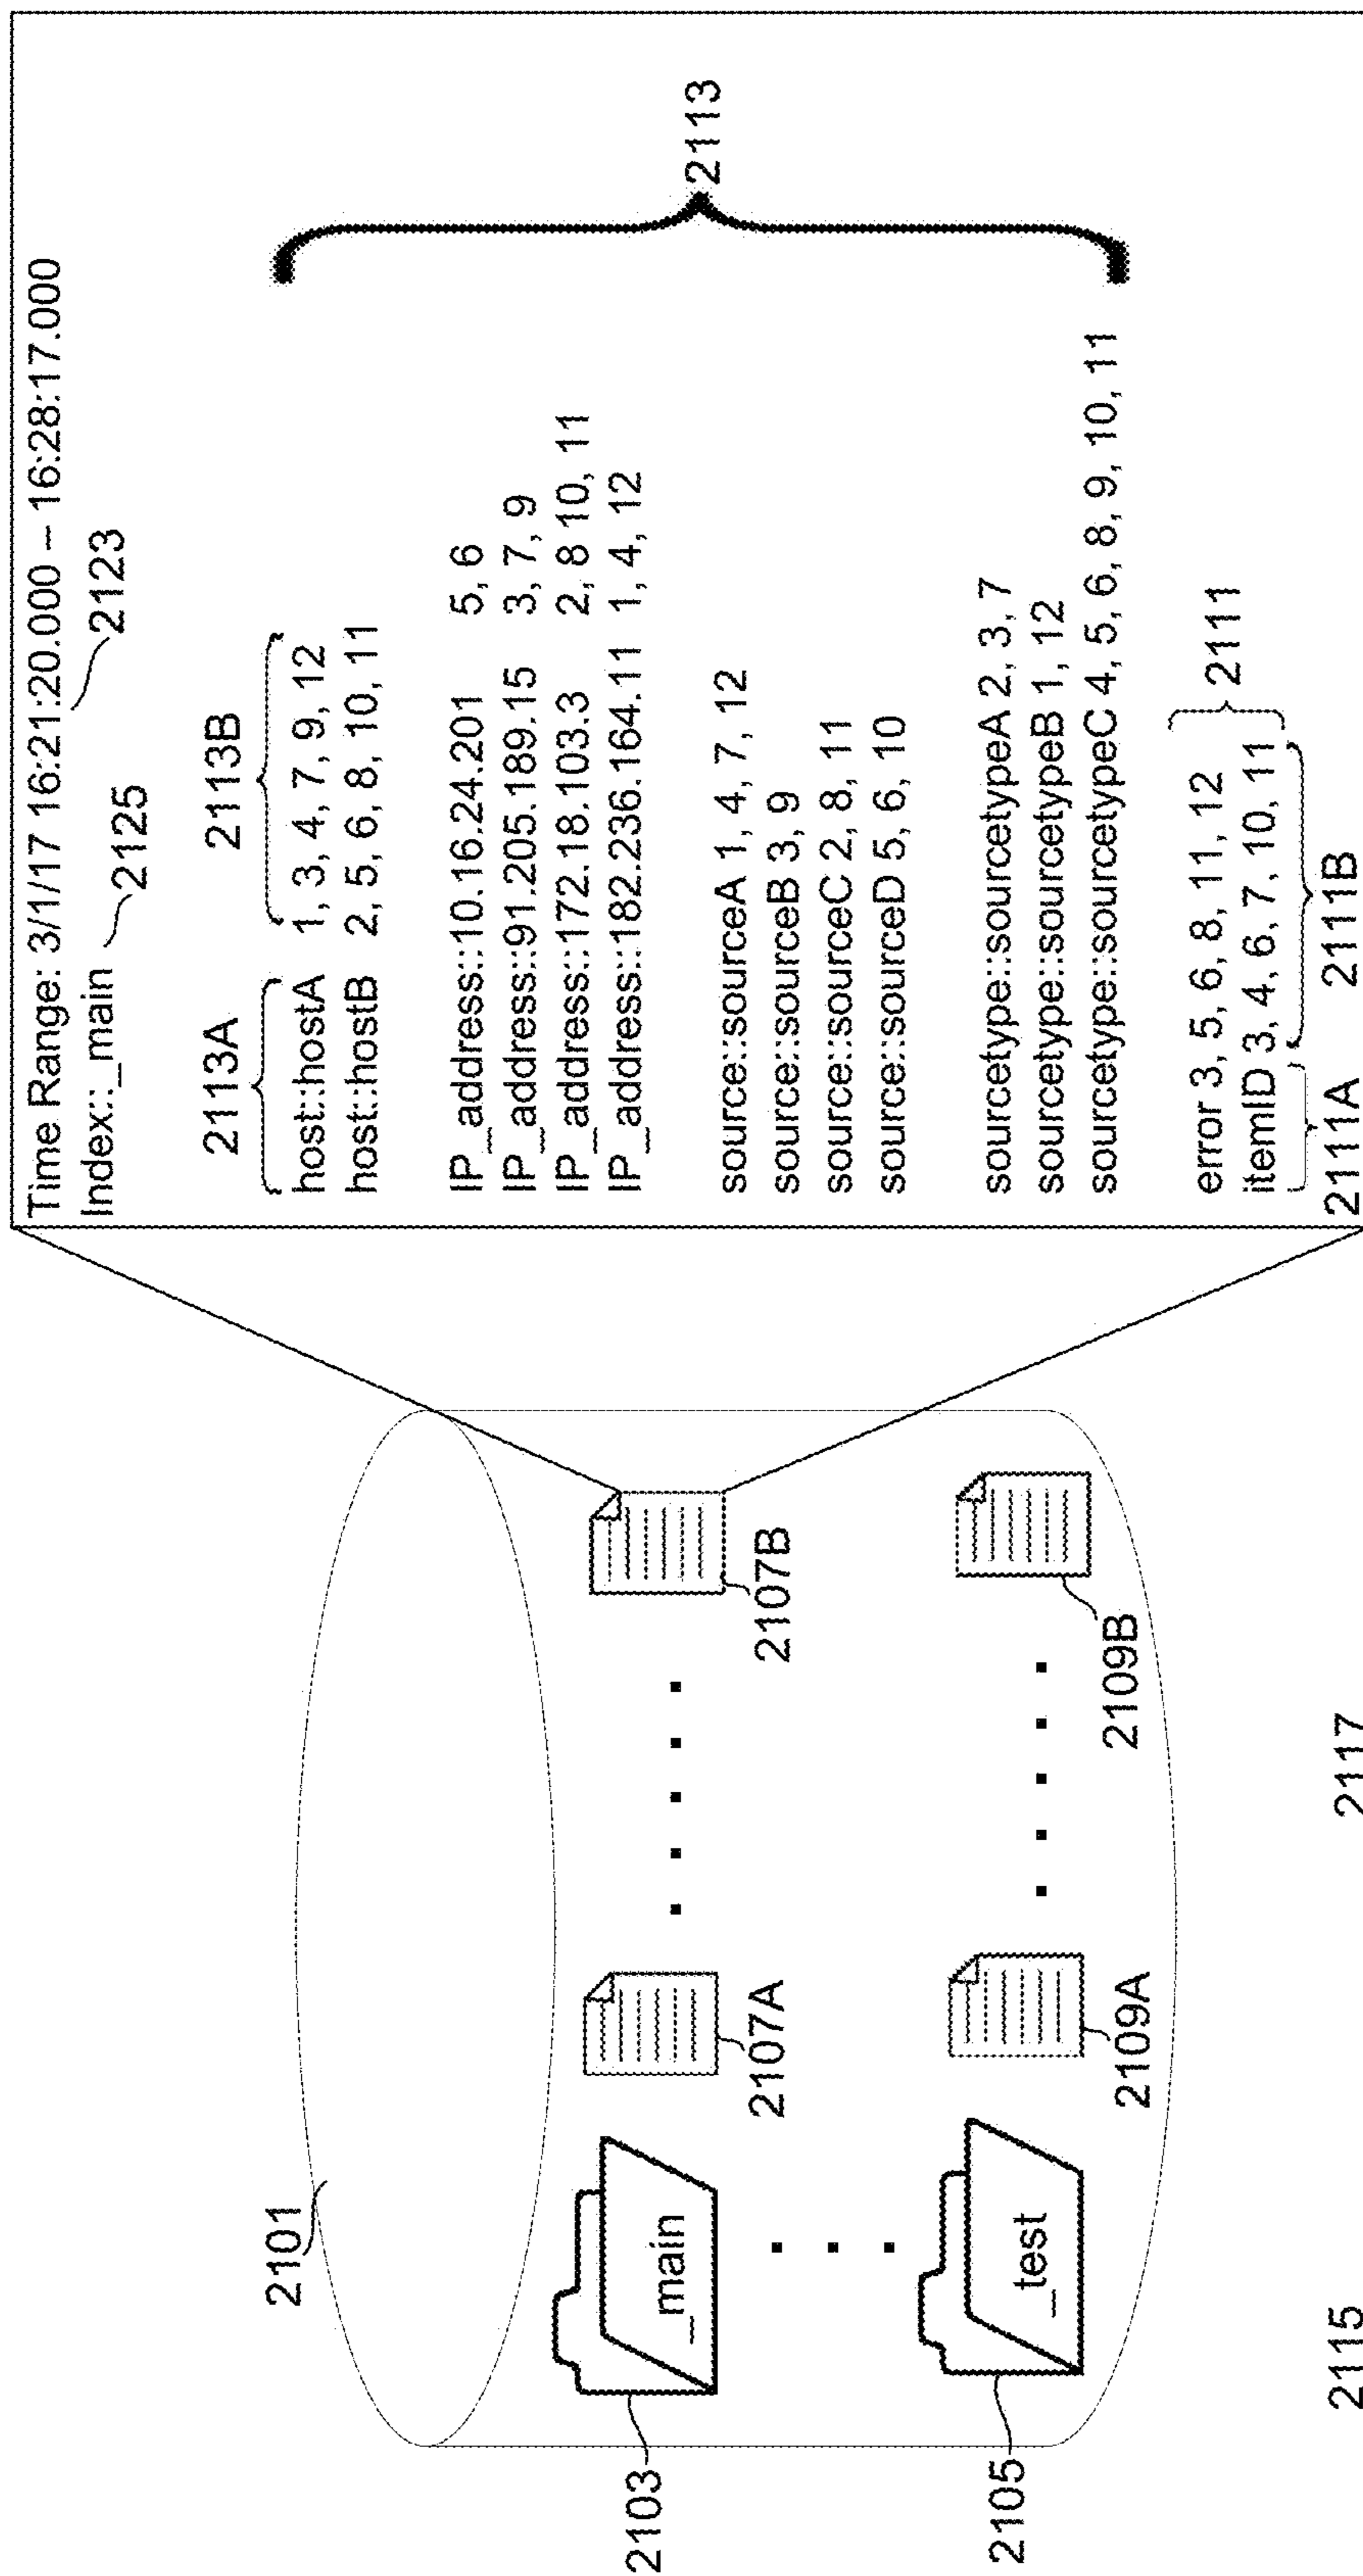 2101
2103
_main
2107A
2107B
2105
_test
2109A
2109B
2115
2117
Time Range: 3/1/17 16:21:20.000 – 16:28:17.000
Index::_main
2125
2123
2113A
2113B
host::hostA 1, 3, 4, 7, 9, 12
host::hostB 2, 5, 6, 8, 10, 11
IP_address::10.16.24.201 5, 6
IP_address::91.205.189.15 3, 7, 9
IP_address::172.18.103.3 2, 8 10, 11
IP_address::182.236.164.11 1, 4, 12
source::sourceA 1, 4, 7, 12
source::sourceB 3, 9
source::sourceC 2, 8, 11
source::sourceD 5, 6, 10
sourcetype::sourcetypeA 2, 3, 7
sourcetype::sourcetypeB 1, 12
sourcetype::sourcetypeC 4, 5, 6, 8, 9, 10, 11
2113
error 3, 5, 6, 8, 11, 12
itemID 3, 4, 6, 7, 10, 11
2111
2111A
2111B